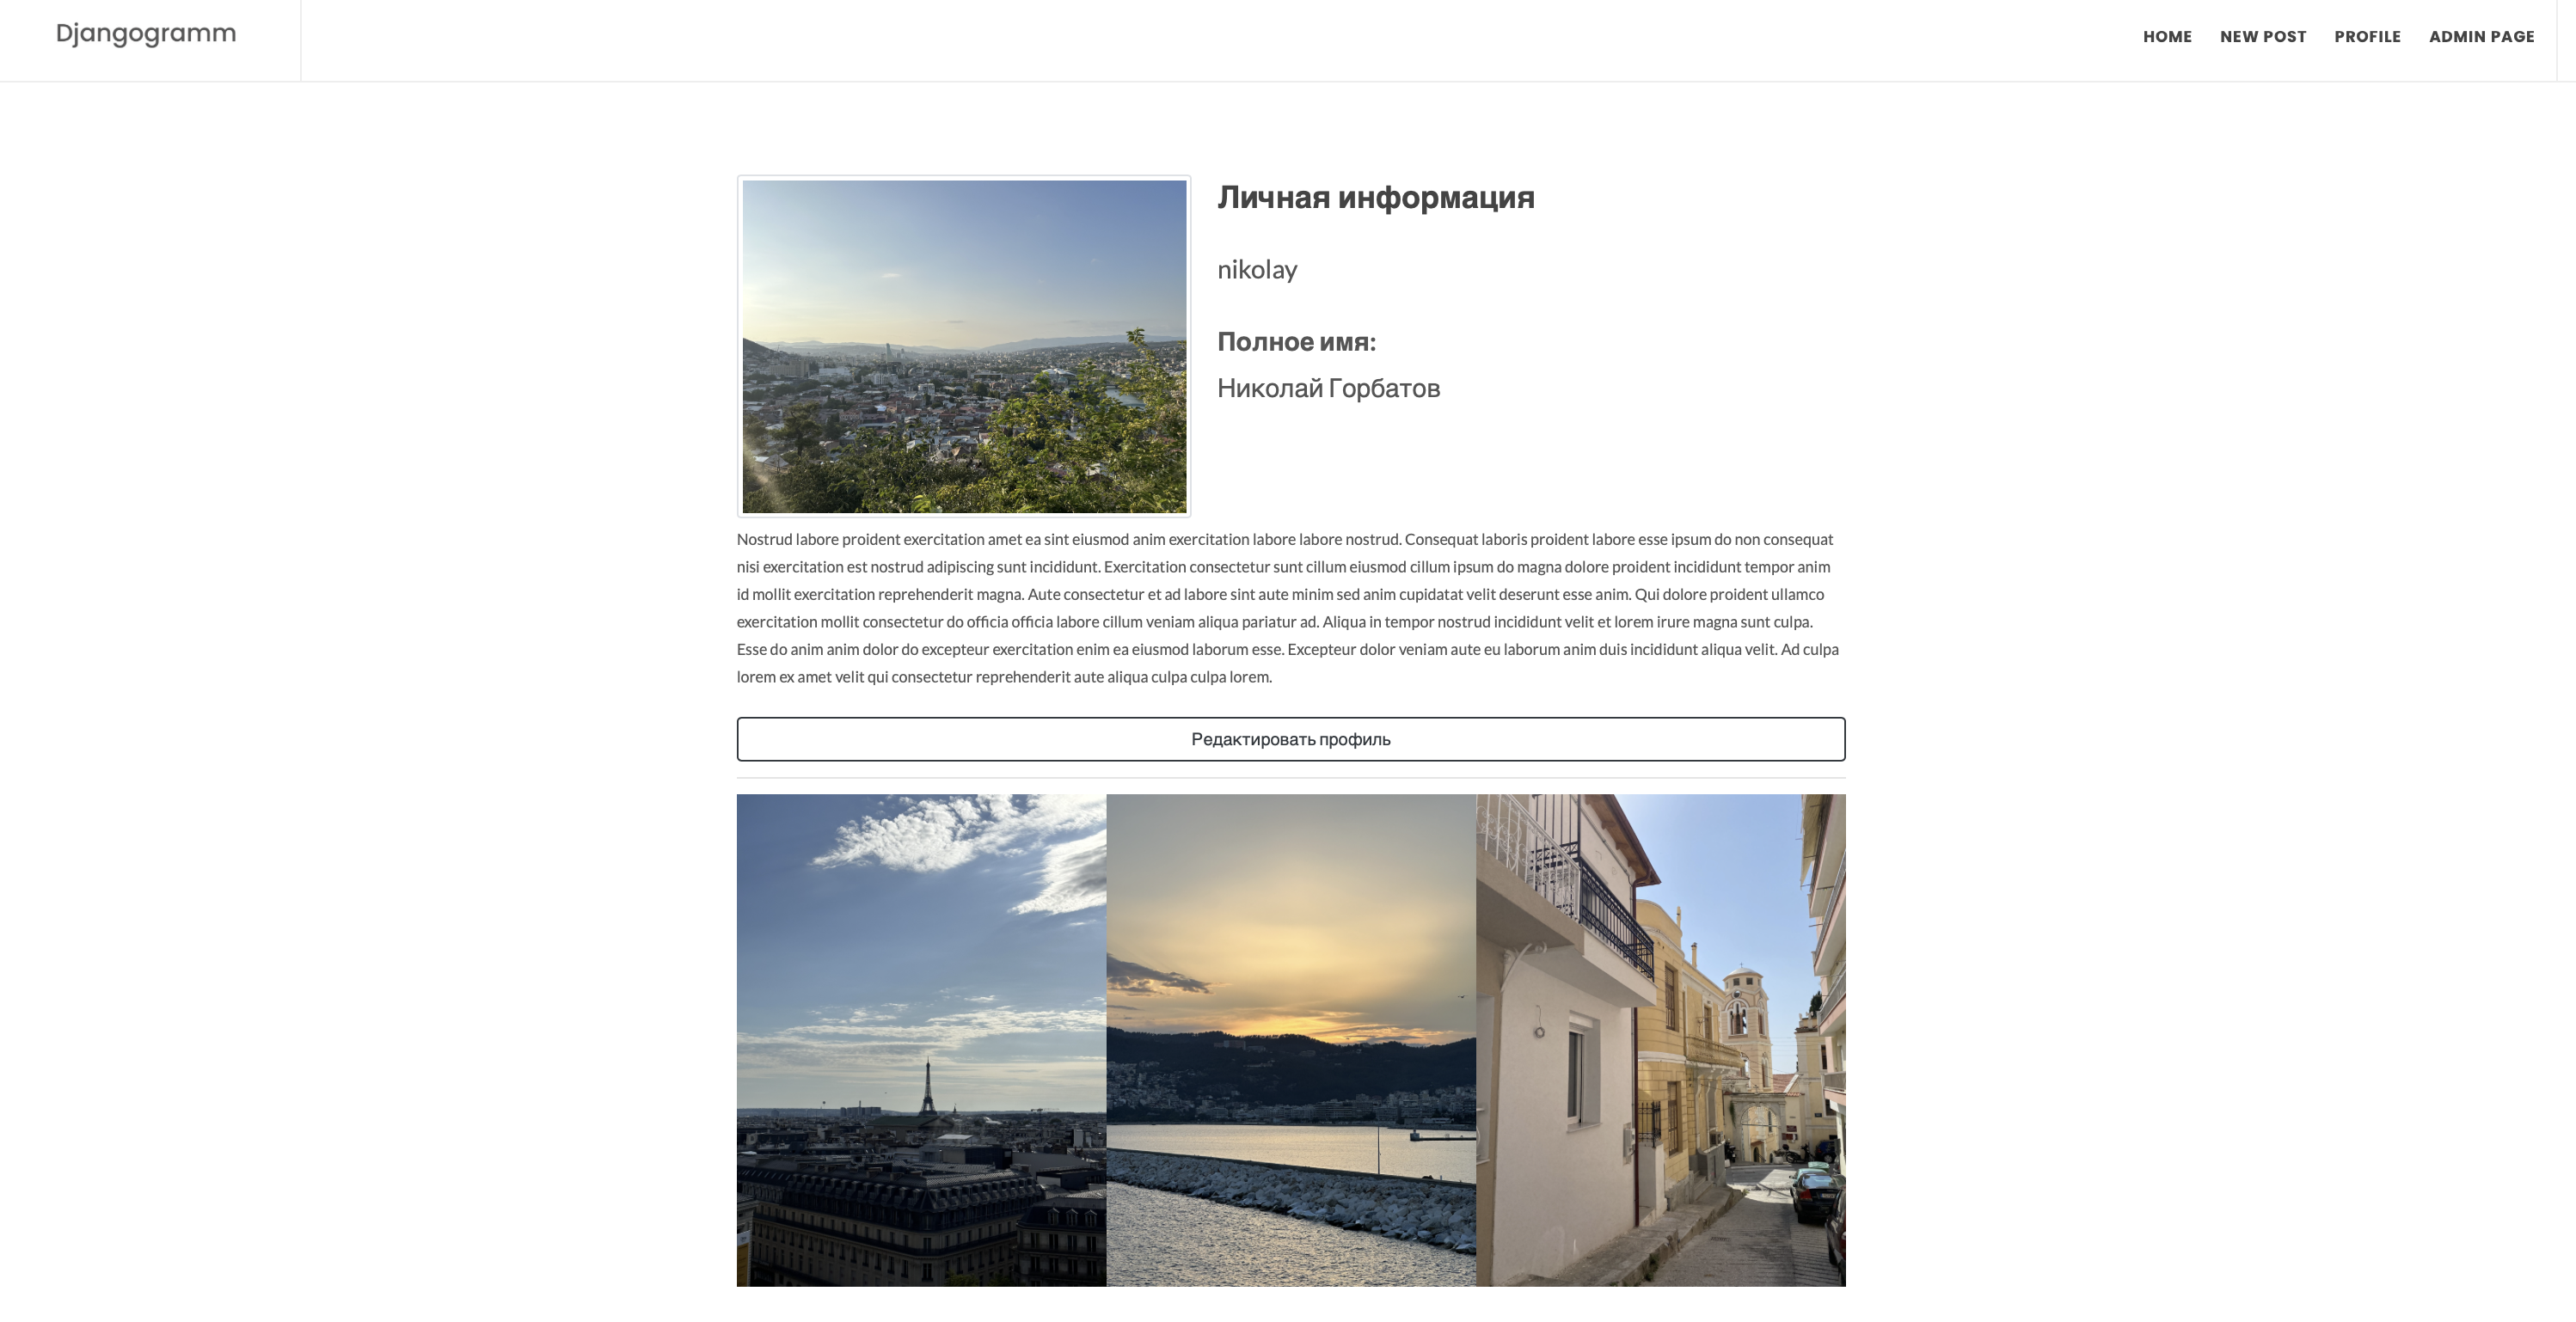 Djangogramm
HOME NEW POST PROFILE ADMIN PAGE
Личная информация
nikolay
Полное имя:
Николай Горбатов
Nostrud labore proident exercitation amet ea sint eiusmod anim exercitation labore labore nostrud. Consequat laboris proident labore esse ipsum do non consequat
nisi exercitation est nostrud adipiscing sunt incididunt. Exercitation consectetur sunt cillum eiusmod cillum ipsum do magna dolore proident incididunt tempor anim
id mollit exercitation reprehenderit magna. Aute consectetur et ad labore sint aute minim sed anim cupidatat velit deserunt esse anim. Qui dolore proident ullamco
exercitation mollit consectetur do officia officia labore cillum veniam aliqua pariatur ad. Aliqua in tempor nostrud incididunt velit et lorem irure magna sunt culpa.
Esse do anim anim dolor do excepteur exercitation enim ea eiusmod laborum esse. Excepteur dolor veniam aute eu laborum anim duis incididunt aliqua velit. Ad culpa
lorem ex amet velit qui consectetur reprehenderit aute aliqua culpa culpa lorem.
Редактировать профиль